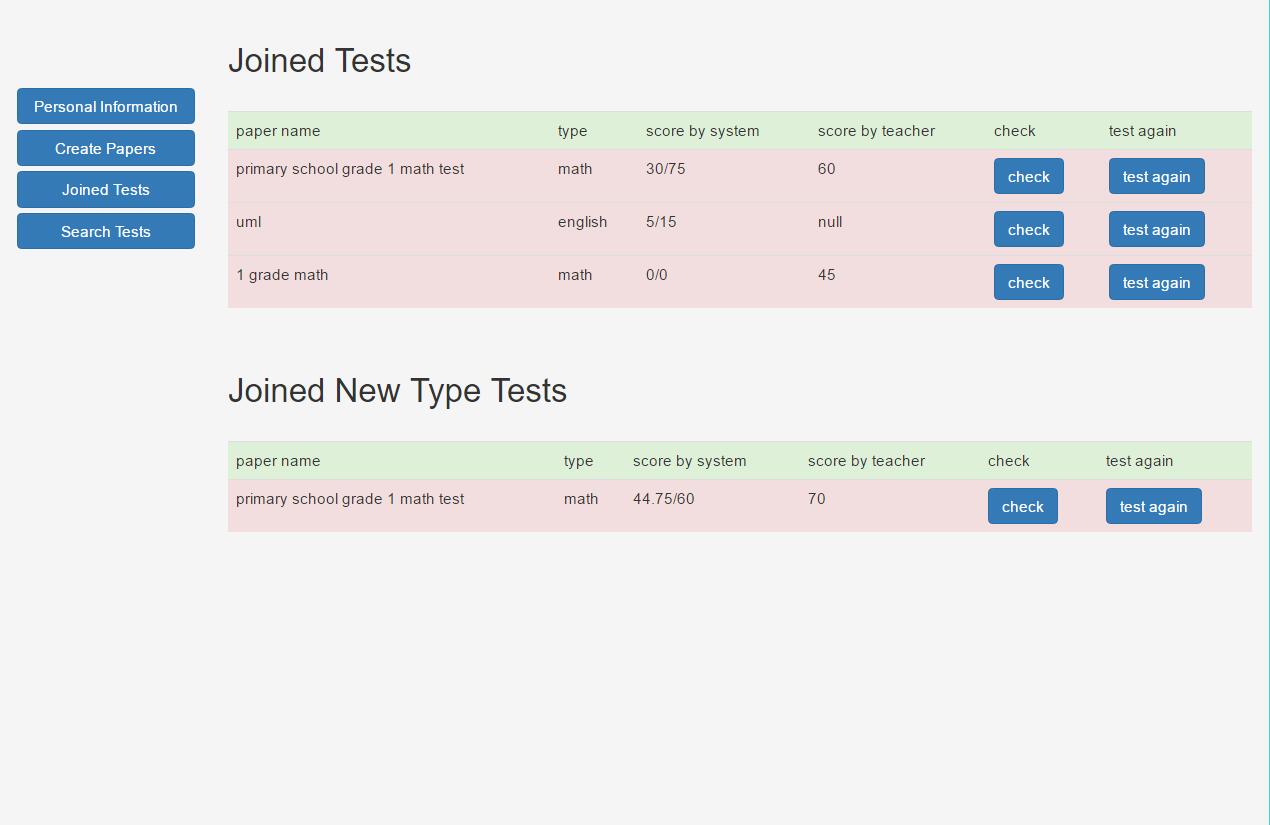 Joined Tests
Personal Information
Create Papers
Joined Tests
Search Tests
paper name type score by system score by teacher check test again
primary school grade 1 math test math 30/75 60 check test again
uml english 5/15 null check test again
1 grade math math 0/0 45 check test again
Joined New Type Tests
paper name type score by system score by teacher check test again
primary school grade 1 math test math 44.75/60 70 check test again